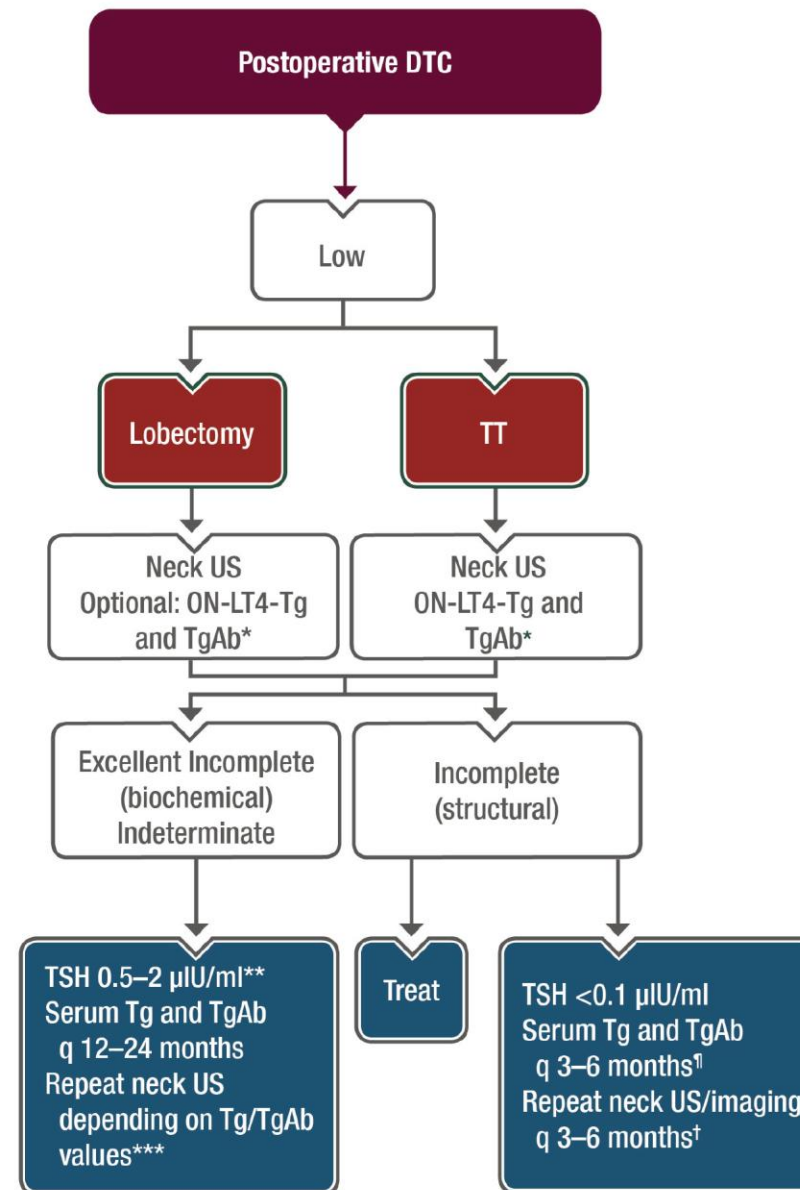 Postoperative DTC
Low
Lobectomy
TT
Neck US
Optional: ON-LT4-Tg
and TgAb*
Neck US
ON-LT4-Tg and
TgAb*
Excellent Incomplete
(biochemical)
Indeterminate
Incomplete
(structural)
TSH 0.5–2 µIU/ml**
Serum Tg and TgAb
q 12–24 months
Repeat neck US
depending on Tg/TgAb
values***
Treat
TSH <0.1 µIU/ml
Serum Tg and TgAb
q 3–6 months¶
Repeat neck US/imaging
q 3–6 months†